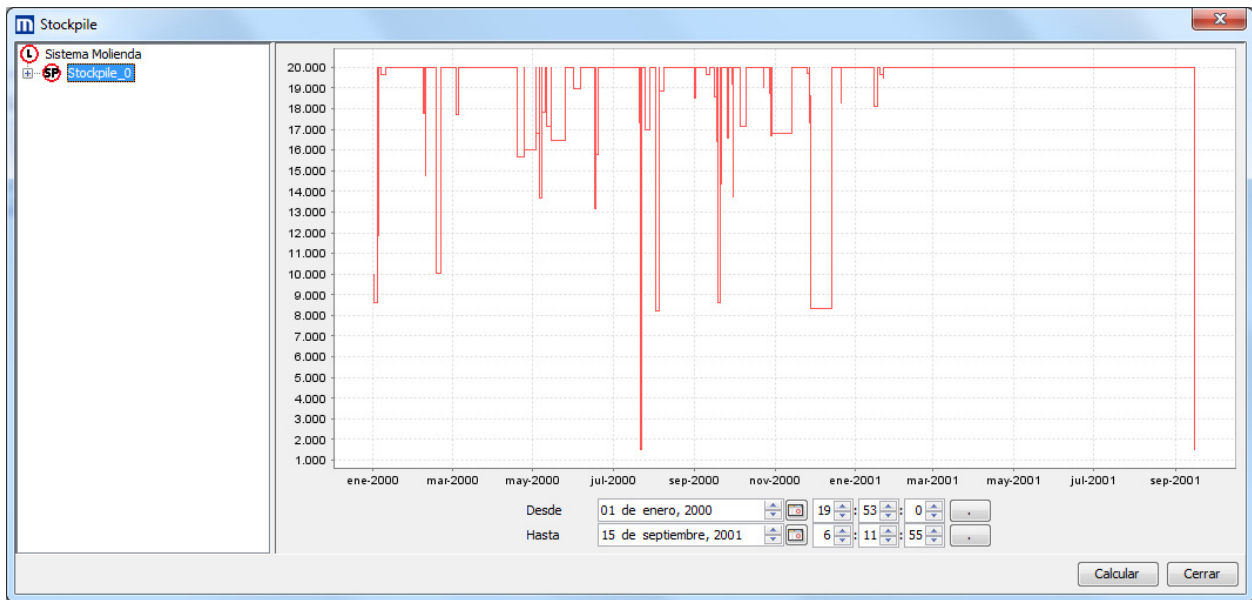 Stockpile
Sistema Molienda
SP Stockpile_0
20.000
19.000
18.000
17.000
16.000
15.000
14.000
13.000
12.000
11.000
10.000
9.000
8.000
7.000
6.000
5.000
4.000
3.000
2.000
1.000
ene-2000 mar-2000 may-2000 jul-2000 sep-2000 nov-2000 ene-2001 mar-2001 may-2001 jul-2001 sep-2001
Desde 01 de enero, 2000 19 : 53 : 0 .
Hasta 15 de septiembre, 2001 6 : 11 : 55 .
Calcular Cerrar